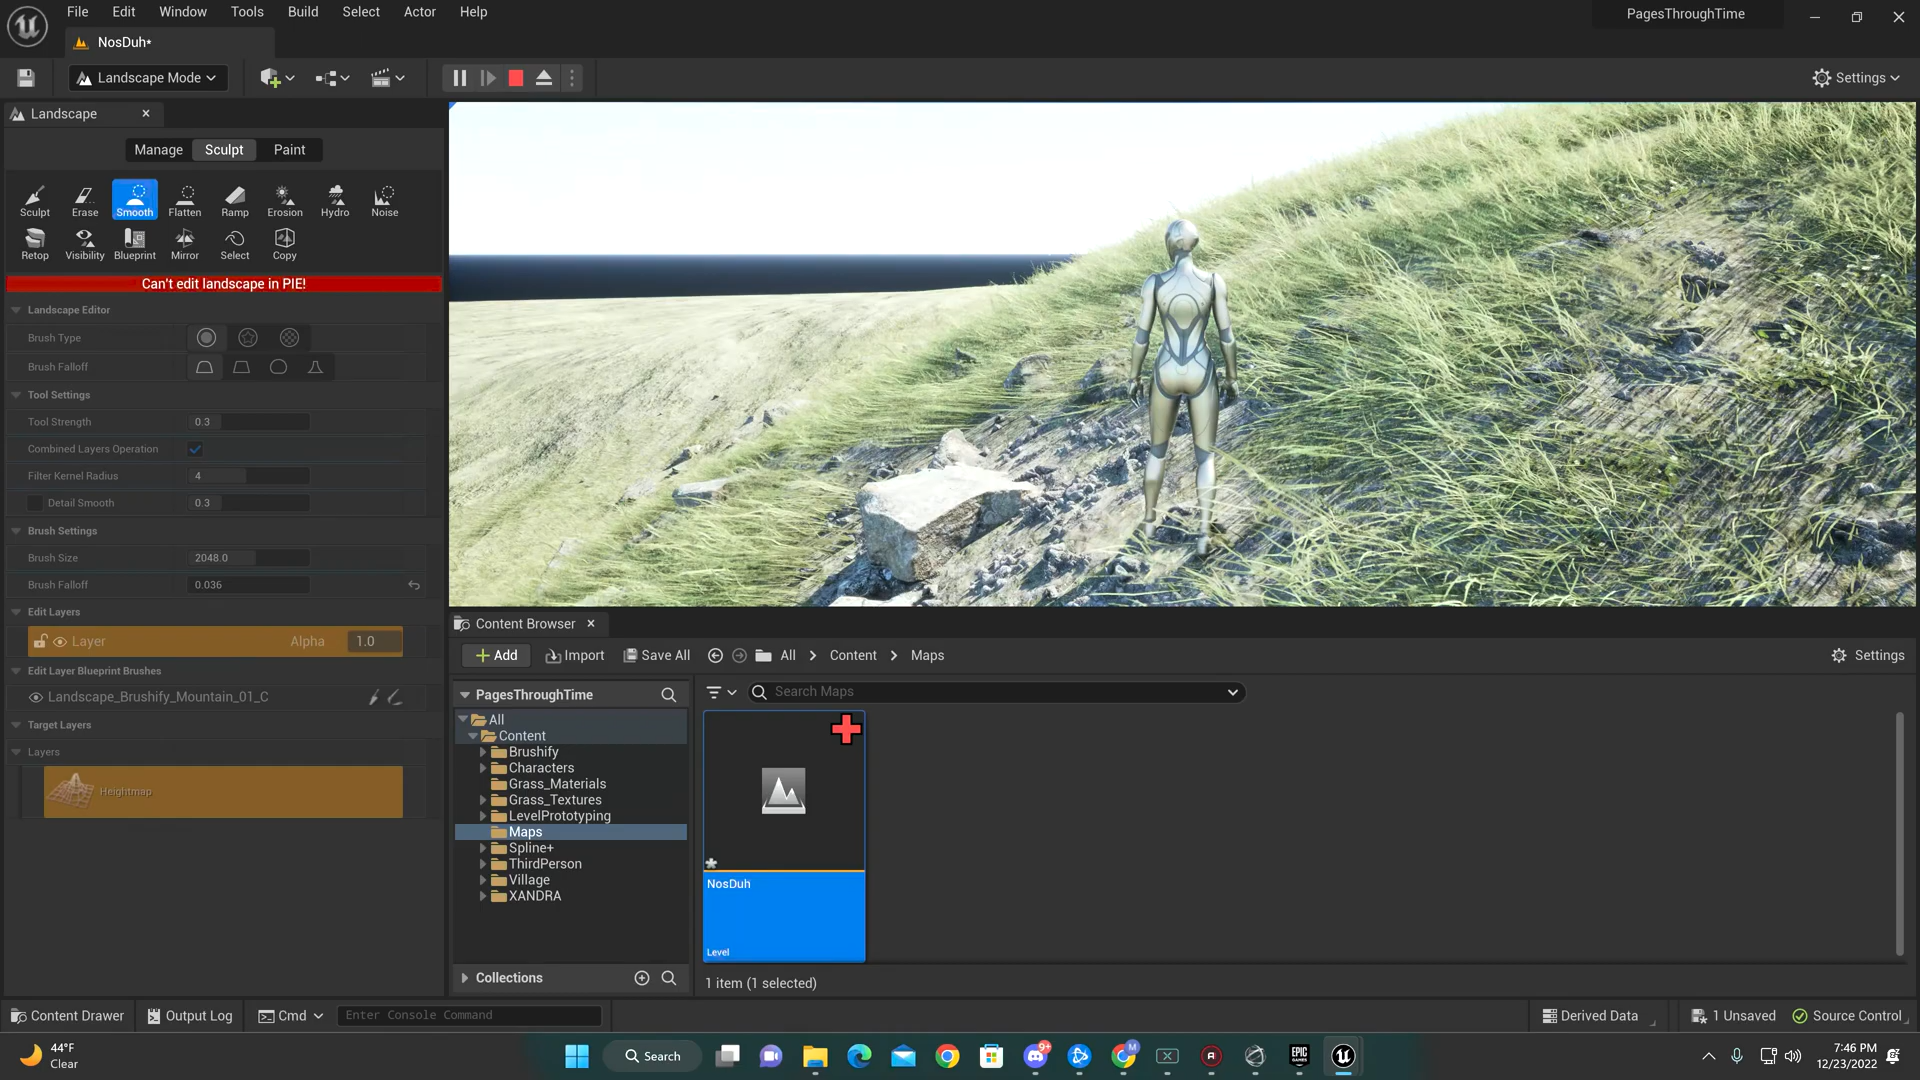 File Edit Window Tools Build Select Actor Help
PagesThroughTime
NosDuh*
Landscape Mode
Settings
Landscape
Manage Sculpt Paint
Sculpt Erase Smooth Flatten Ramp Erosion Hydro Noise
Retop Visibility Blueprint Mirror Select Copy
Can't edit landscape in PIE!
Landscape Editor
Brush Type
Brush Falloff
Tool Settings
Tool Strength 0.3
Combined Layers Operation
Filter Kernel Radius 4
Detail Smooth 0.3
Brush Settings
Brush Size 2048.0
Brush Falloff 0.036
Edit Layers
Layer Alpha 1.0
Edit Layer Blueprint Brushes
Landscape_Brushify_Mountain_01_C
Target Layers
Layers
Heightmap
Content Browser
Add Import Save All All Content Maps Settings
PagesThroughTime
Search Maps
All
Content
Brushify
Characters
Grass_Materials
Grass_Textures
LevelPrototyping
Maps
Spline+
ThirdPerson
Village
XANDRA
NosDuh
Level
Collections
1 item (1 selected)
Content Drawer Output Log Cmd Enter Console Command Derived Data 1 Unsaved Source Control
44°F
Clear
Search
9+
M
A
EPIC
GAMES
7:46 PM
12/23/2022